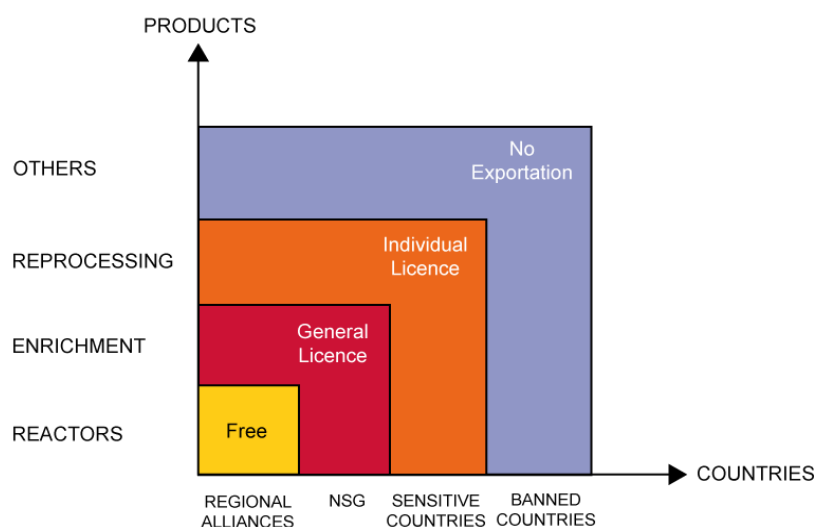 PRODUCTS
OTHERS
No
Exportation
REPROCESSING
Individual
Licence
ENRICHMENT
General
Licence
REACTORS
Free
COUNTRIES
REGIONAL
ALLIANCES
NSG
SENSITIVE
COUNTRIES
BANNED
COUNTRIES